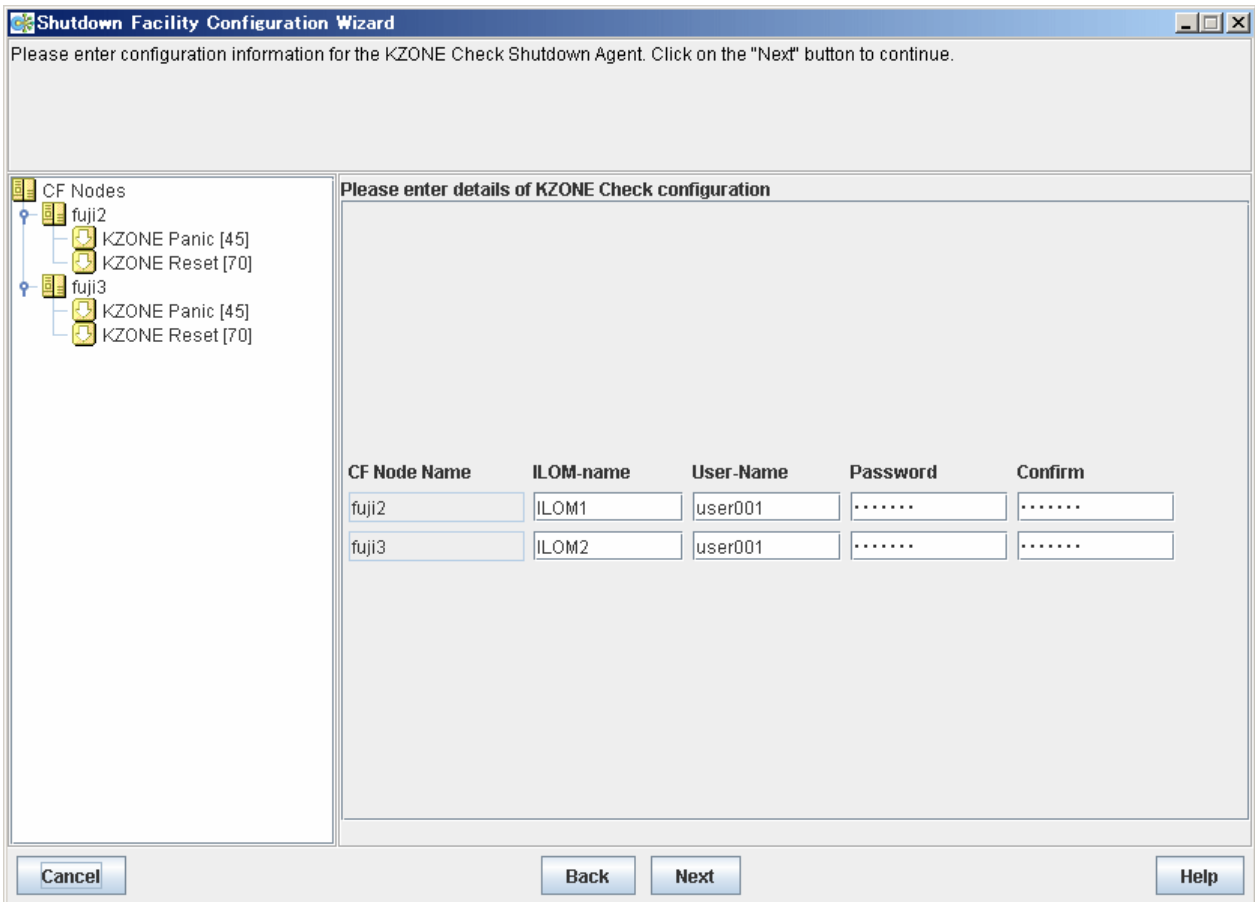 Shutdown Facility Configuration Wizard
Please enter configuration information for the KZONE Check Shutdown Agent. Click on the "Next" button to continue.
CF Nodes
fuji2
KZONE Panic [45]
KZONE Reset [70]
fuji3
KZONE Panic [45]
KZONE Reset [70]
Please enter details of KZONE Check configuration
CF Node Name ILOM-name User-Name Password Confirm
fuji2 ILOM1 user001 ······· ·······
fuji3 ILOM2 user001 ······· ·······
Cancel Back Next Help